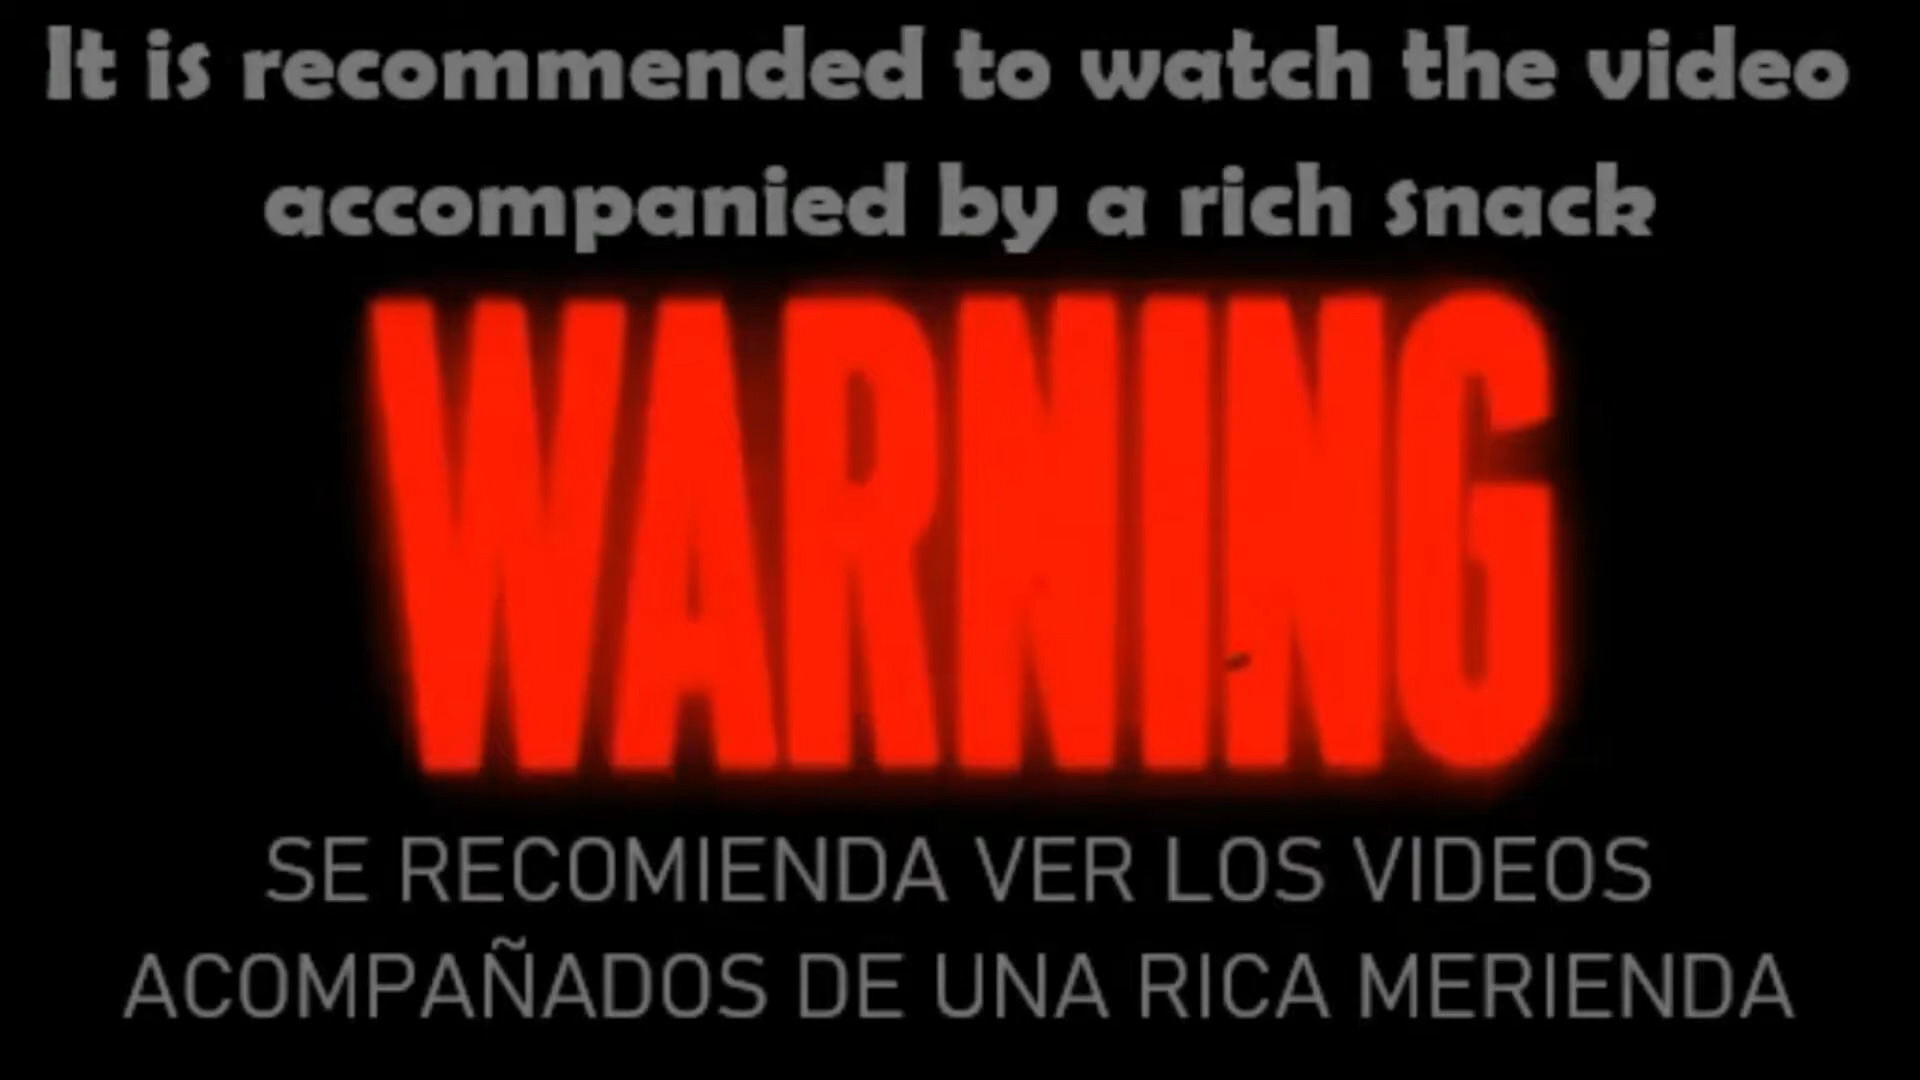 It is recommended to watch the video
accompanied by a rich snack
WARNING
SE RECOMIENDA VER LOS VIDEOS
ACOMPAÑADOS DE UNA RICA MERIENDA